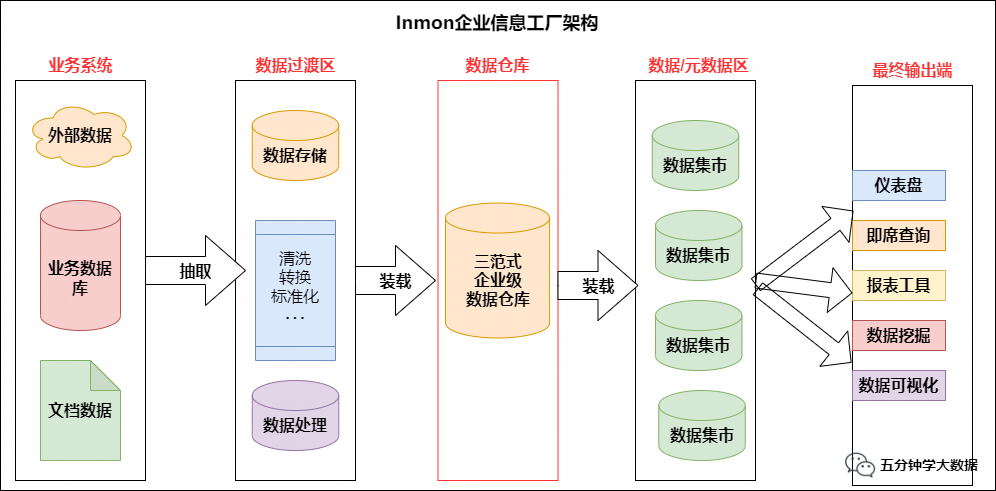 Inmon企业信息工厂架构
业务系统
外部数据
业务数据
库
文档数据
抽取
数据过渡区
数据存储
清洗
转换
标准化
...
数据处理
装载
数据仓库
三范式
企业级
数据仓库
装载
数据/元数据区
数据集市
数据集市
数据集市
数据集市
最终输出端
仪表盘
即席查询
报表工具
数据挖掘
数据可视化
五分钟学大数据